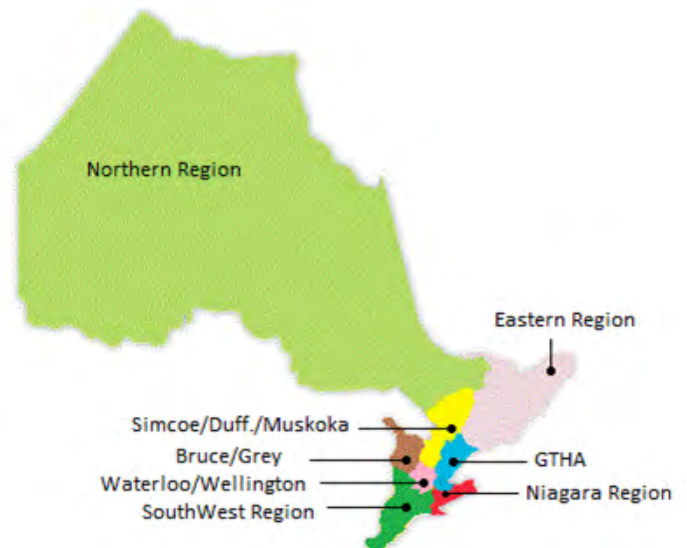 Northern Region
Eastern Region
Simcoe/Duff./Muskoka
Bruce/Grey
GTHA
Waterloo/Wellington
Niagara Region
SouthWest Region